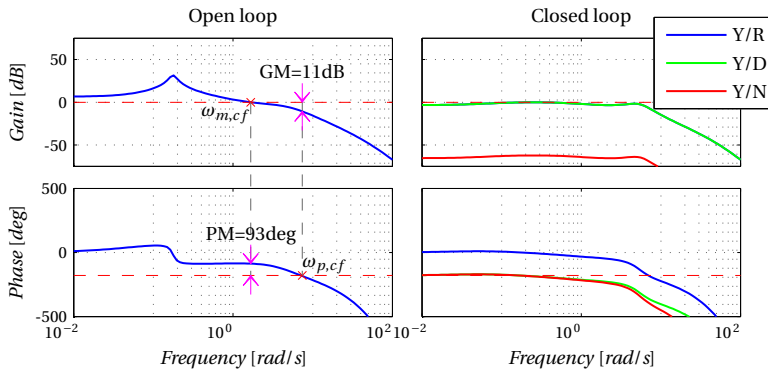 Open loop
Closed loop
Y/R
Y/D
Y/N
50
0
-50
Gain [dB]
GM=11dB
ω_{m,cf}
500
0
-500
Phase [deg]
PM=93deg
ω_{p,cf}
10^{-2}
10^{0}
10^{2}
10^{-2}
10^{0}
10^{2}
Frequency [rad/s]
Frequency [rad/s]